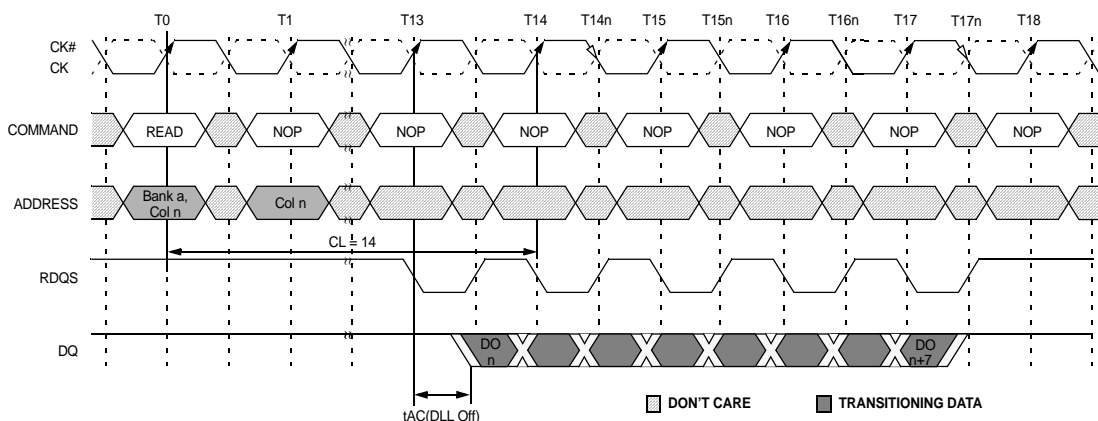 T0 T1 T13 T14 T14n T15 T15n T16 T16n T17 T17n T18
CK#
CK
COMMAND READ NOP NOP NOP NOP NOP NOP NOP
ADDRESS Bank a, Col n Col n
CL = 14
RDQS
DQ DO n DO n+7
tAC(DLL Off)
DON'T CARE TRANSITIONING DATA